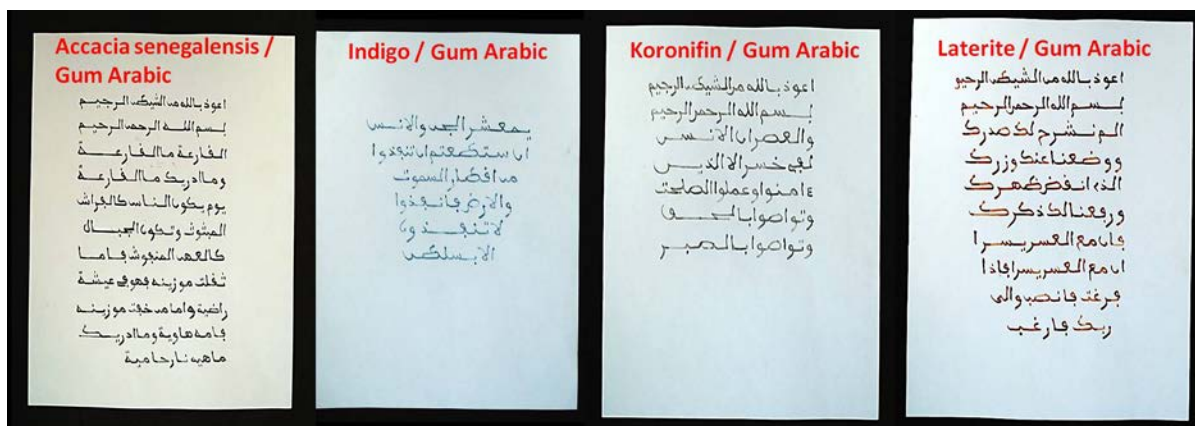 Accacia senegalensis /
Gum Arabic
اعوذ بالله من الشيطن الرجيم
بسم الله الرحمن الرحيم
الفارعة ما الفارعة
وما ادريك ما الفارعة
يوم يكون الناس كالفراش
المبثوث وتكون الجبال
كالعهن المنفوش فاما
ثفلت موزينه فهو في عيشة
راضية واما من خفت موزينه
فامه هاوية وما ادريك
ماهيه نار حامية
Indigo / Gum Arabic
يمعشر الجن والانس
ان استطعتم ان تنفذوا
من افطار السموت
والارض فانفذوا
لا تنفذون
الا بسلطن
Koronifin / Gum Arabic
اعوذ بالله من الشيطن الرجيم
بسم الله الرحمن الرحيم
والعصر ان الانسن
لفي خسر الا الذين
ءامنوا وعملوا الصلحت
وتواصوا بالحق
وتواصوا بالصبر
Laterite / Gum Arabic
اعوذ بالله من الشيطن الرجيم
بسم الله الرحمن الرحيم
الم نشرح لك صدرك
ووضعنا عنك وزرك
الذي انفض ظهرك
ورفعنا لك ذكرك
فان مع العسر يسرا
ان مع العسر يسرا فاذا
فرغت فانصب والى
ربك فارغب